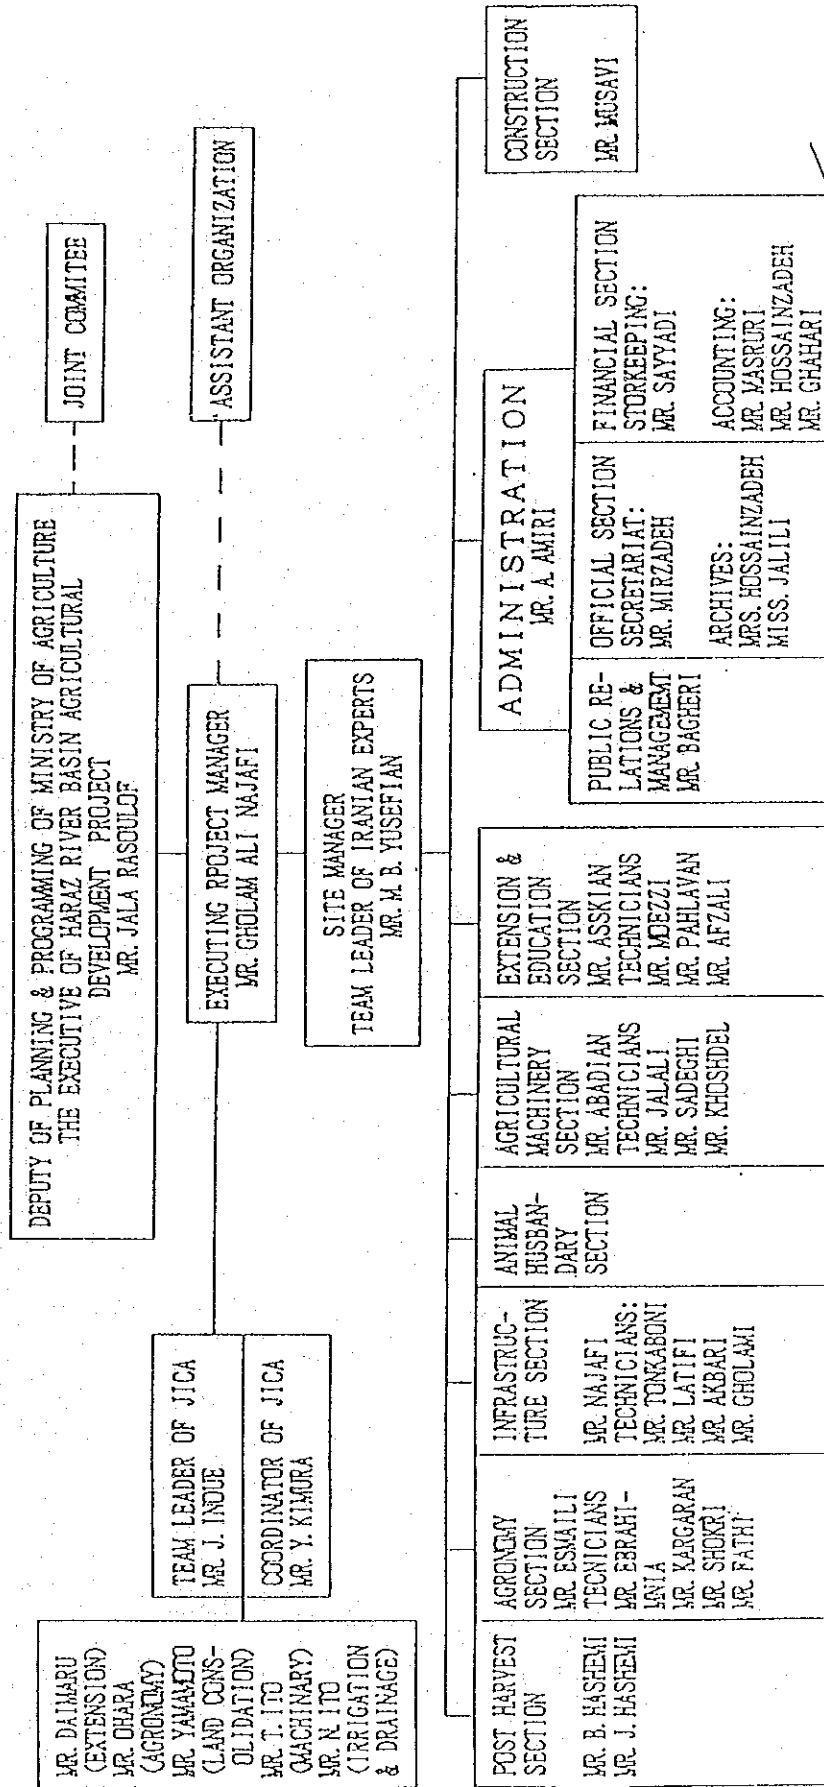 DEPUTY OF PLANNING & PROGRAMMING OF MINISTRY OF AGRICULTURE
THE EXECUTIVE OF HARAZ RIVER BASIN AGRICULTURAL
DEVELOPMENT PROJECT
MR. JALA RASOULOF
JOINT COMMITEE
EXECUTING RPOJECT MANAGER
MR. GHOLAM ALI NAJAFI
ASSISTANT ORGANIZATION
TEAM LEADER OF JICA
MR. J. INOUE
COORDINATOR OF JICA
MR. Y. KIMURA
MR. DAIMARU
(EXTENSION)
MR. OHARA
(AGRONOMY)
MR. YAMAMOTO
(LAND CONS-
OLIDATION)
MR. T. ITO
(MACHINARY)
MR. N. ITO
(IRRIGATION
& DRAINAGE)
SITE MANAGER
TEAM LEADER OF IRANIAN EXPERTS
MR. M. B. YUSEFIAN
POST HARVEST
SECTION
MR. B. HASHEMI
MR. J. HASHEMI
AGRONOMY
SECTION
MR. ESMAILI
TECNICIANS
MR. EBRAHI-
MNIA
MR. KARGARAN
MR. SHOKRI
MR. FATHI
INFRASTRUC-
TURE SECTION
MR. NAJAFI
TECHNICIANS:
MR. TONKABONI
MR. LATIFI
MR. AKBARI
MR. GHOLAMI
ANIMAL
HUSBAN-
DARY
SECTION
AGRICULTURAL
MACHINERY
SECTION
MR. ABADIAN
TECHNICIANS
MR. JALALI
MR. SADEGHI
MR. KHOSHDEL
EXTENSION &
EDUCATION
SECTION
MR. ASSKIAN
TECHNICIANS
MR. MOEZZI
MR. PAHLAVAN
MR. AFZALI
ADMINISTRATION
MR. A. AMIRI
PUBLIC RE-
LATIONS &
MANAGEMEMT
MR. BAGHERI
OFFICIAL SECTION
SECRETARIAT:
MR. MIRZADEH
ARCHIVES:
MRS. HOSSAINZADEH
MISS. JALILI
FINANCIAL SECTION
STORKEEPING:
MR. SAYYADI
ACCOUNTING:
MR. MASRURI
MR. HOSSAINZADEH
MR. GHAHARI
CONSTRUCTION
SECTION
MR. MUSAVI